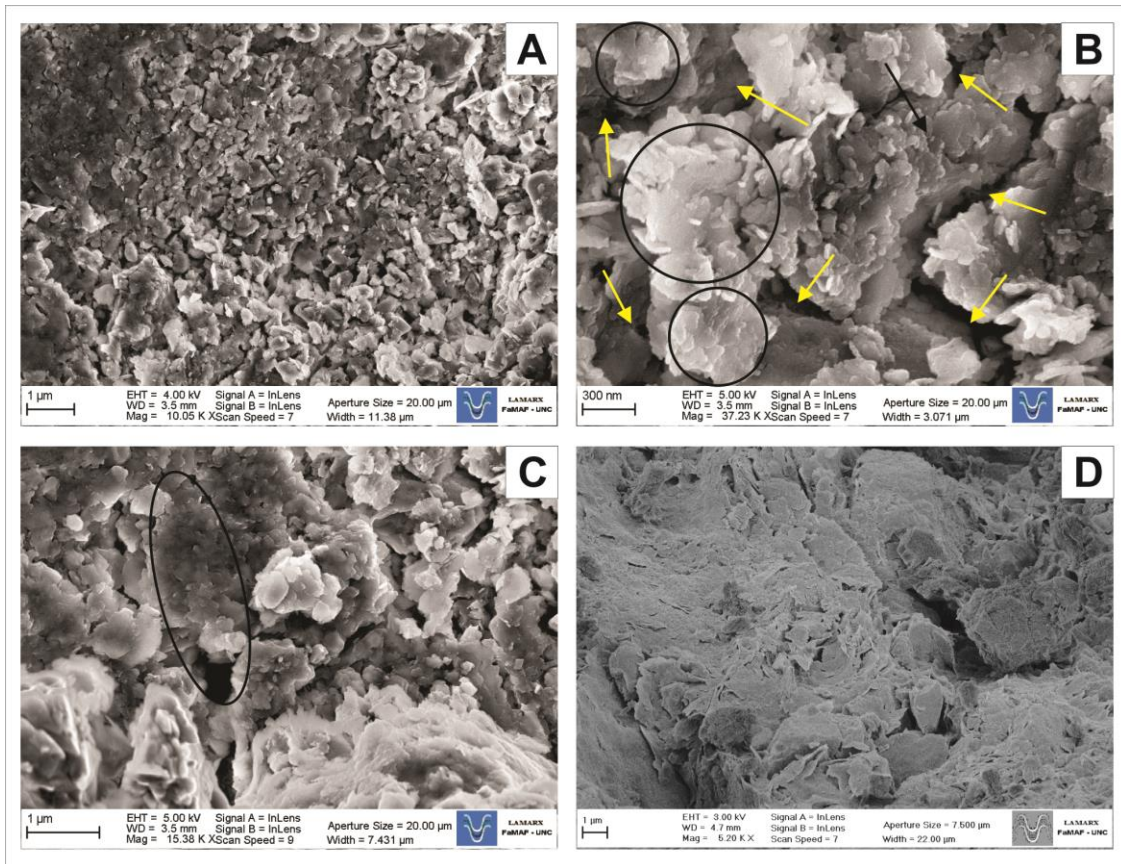 A
1 µm
EHT = 4.00 kV Signal A = InLens
WD = 3.5 mm Signal B = InLens
Mag = 10.05 K X Scan Speed = 7
Aperture Size = 20.00 µm
Width = 11.38 µm
LAMARX
FaMAF - UNC
B
300 nm
EHT = 5.00 kV Signal A = InLens
WD = 3.5 mm Signal B = InLens
Mag = 37.23 K X Scan Speed = 7
Aperture Size = 20.00 µm
Width = 3.071 µm
LAMARX
FaMAF - UNC
C
1 µm
EHT = 5.00 kV Signal A = InLens
WD = 3.5 mm Signal B = InLens
Mag = 15.38 K X Scan Speed = 9
Aperture Size = 20.00 µm
Width = 7.431 µm
LAMARX
FaMAF - UNC
D
1 µm
EHT = 3.00 kV Signal A = InLens
WD = 4.7 mm Signal B = InLens
Mag = 5.20 K X Scan Speed = 7
Aperture Size = 7.500 µm
Width = 22.00 µm
LAMARX
FaMAF - UNC